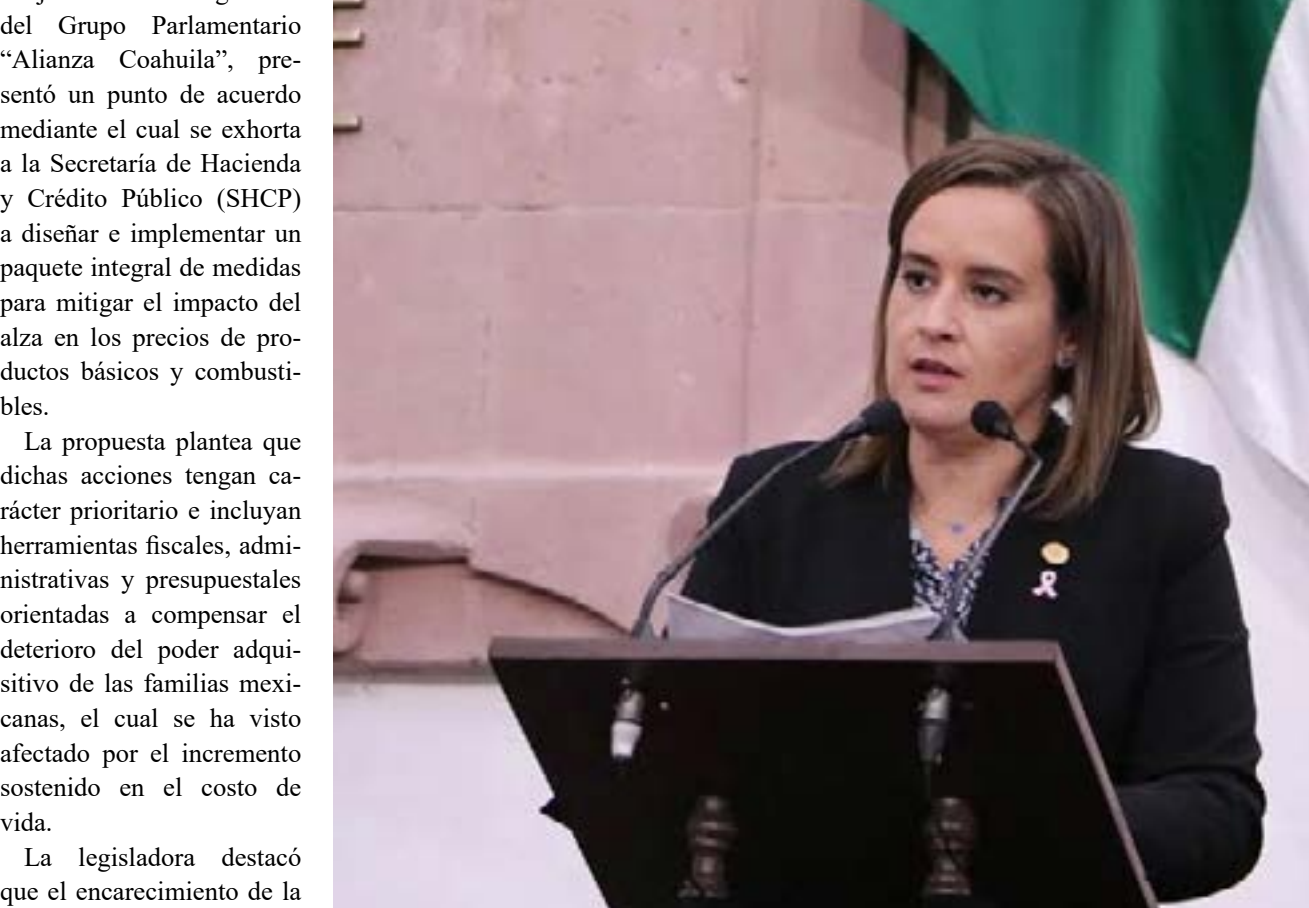 del Grupo Parlamentario
“Alianza Coahuila”, pre-
sentó un punto de acuerdo
mediante el cual se exhorta
a la Secretaría de Hacienda
y Crédito Público (SHCP)
a diseñar e implementar un
paquete integral de medidas
para mitigar el impacto del
alza en los precios de pro-
ductos básicos y combusti-
bles.
La propuesta plantea que
dichas acciones tengan ca-
rácter prioritario e incluyan
herramientas fiscales, admi-
nistrativas y presupuestales
orientadas a compensar el
deterioro del poder adqui-
sitivo de las familias mexi-
canas, el cual se ha visto
afectado por el incremento
sostenido en el costo de
vida.
La legisladora destacó
que el encarecimiento de la